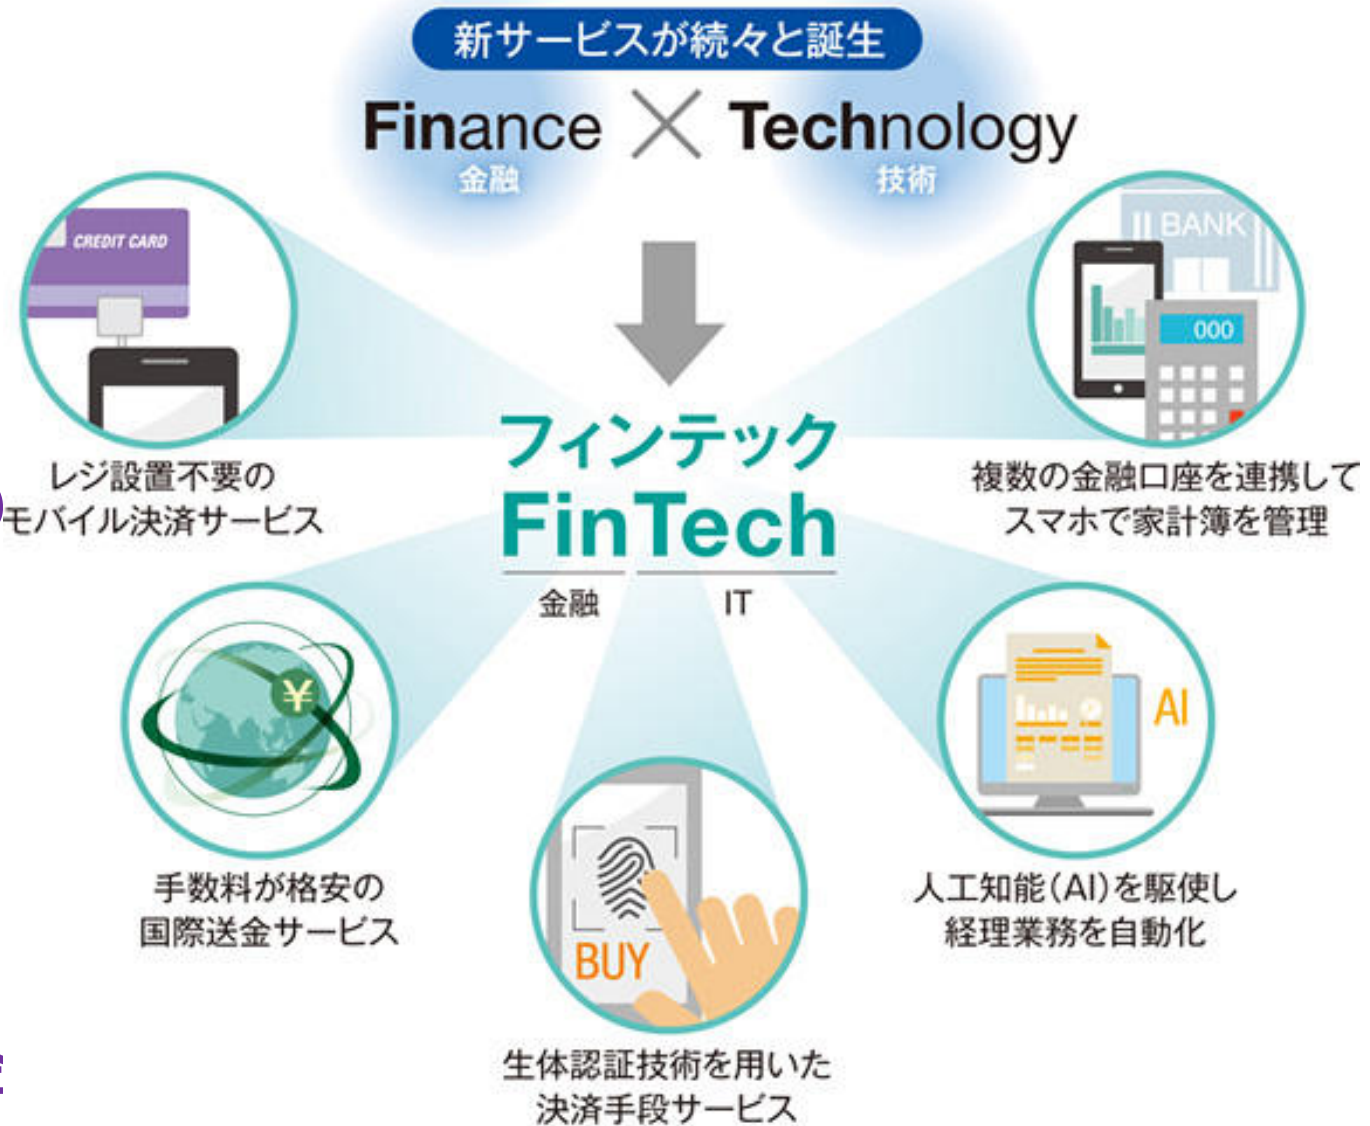 新サービスが続々と誕生
Finance × Technology
金融 技術
CREDIT CARD
BANK
000
フィンテック
FinTech
金融 IT
レジ設置不要の
モバイル決済サービス
複数の金融口座を連携して
スマホで家計簿を管理
¥
AI
手数料が格安の
国際送金サービス
人工知能(AI)を駆使し
経理業務を自動化
BUY
生体認証技術を用いた
決済手段サービス